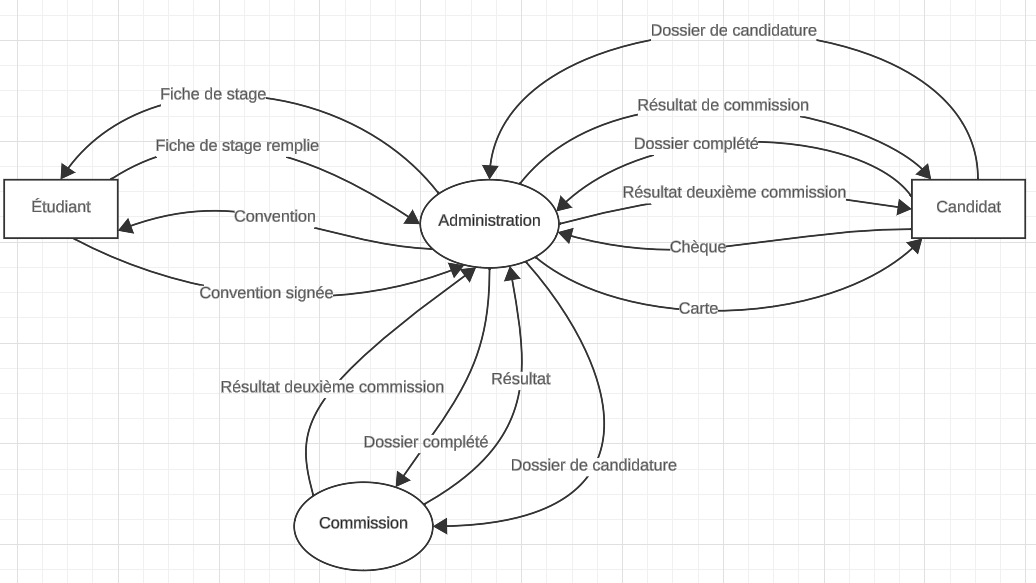 Dossier de candidature
Fiche de stage
Résultat de commission
Fiche de stage remplie
Dossier complété
Résultat deuxième commission
Étudiant
Administration
Candidat
Convention
Chèque
Convention signée
Carte
Résultat deuxième commission
Résultat
Dossier complété
Dossier de candidature
Commission